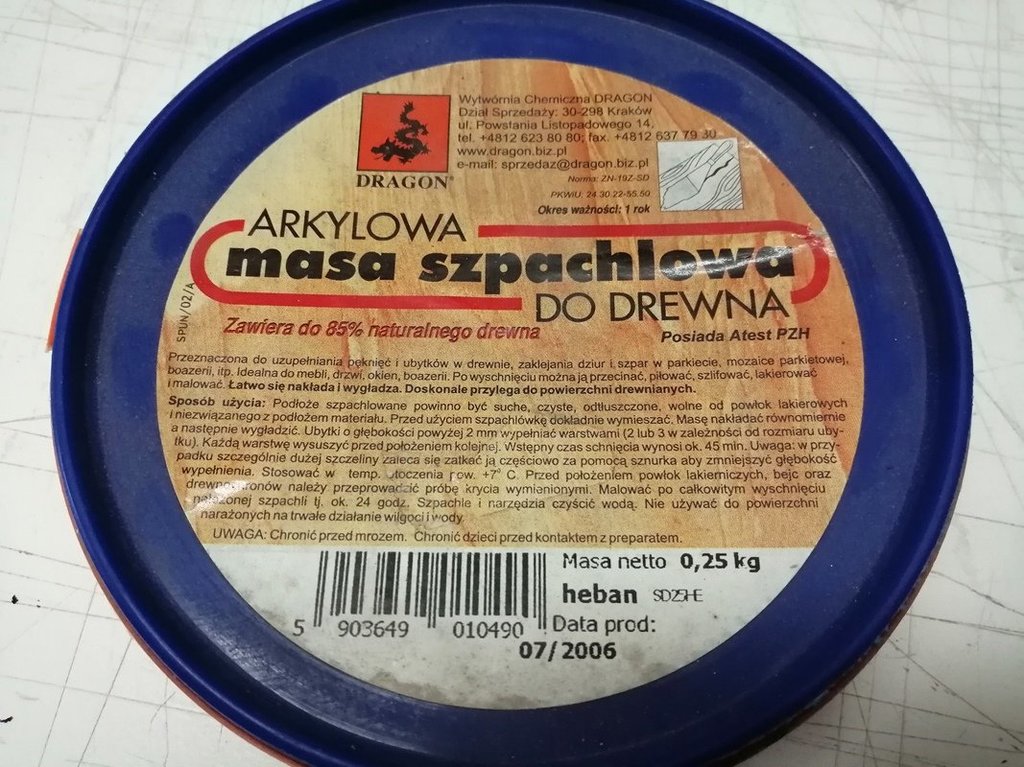 Wytwórnia Chemiczna DRAGON
Dział Sprzedaży: 30-298 Kraków
ul. Powstania Listopadowego 14,
tel. +4812 623 80 80; fax. +4812 637 79 30
www.dragon.biz.pl
e-mail: sprzedaz@dragon.biz.pl
DRAGON®
Norma: ZN-19Z-SD
PKWiU: 24.30.22-55.50
Okres ważności: 1 rok
ARKYLOWA
masa szpachlowa
DO DREWNA
SPUN/02/A
Zawiera do 85% naturalnego drewna
Posiada Atest PZH
Przeznaczona do uzupełniania pęknięć i ubytków w drewnie, zaklejania dziur i szpar w parkiecie, mozaice parkietowej,
boazerii, itp. Idealna do mebli, drzwi, okien, boazerii. Po wyschnięciu można ją przecinać, piłować, szlifować, lakierować
i malować. Łatwo się nakłada i wygładza. Doskonale przylega do powierzchni drewnianych.
Sposób użycia: Podłoże szpachlowane powinno być suche, czyste, odtłuszczone, wolne od powłok lakierowych
i niezwiązanego z podłożem materiału. Przed użyciem szpachlówkę dokładnie wymieszać. Masę nakładać równomiernie
a następnie wygładzić. Ubytki o głębokości powyżej 2 mm wypełniać warstwami (2 lub 3 w zależności od rozmiaru uby-
tku). Każdą warstwę wysuszyć przed położeniem kolejnej. Wstępny czas schnięcia wynosi ok. 45 min. Uwaga: w przy-
padku szczególnie dużej szczeliny zaleca się zatkać ją częściowo za pomocą sznurka aby zmniejszyć głębokość
wypełnienia. Stosować w temp. otoczenia pow. +7° C. Przed położeniem powłok lakierniczych, bejc oraz
drewnochronów należy przeprowadzić próbę krycia wymienionymi. Malować po całkowitym wyschnięciu
nałożonej szpachli tj. ok. 24 godz. Szpachle i narzędzia czyścić wodą. Nie używać do powierzchni
narażonych na trwałe działanie wilgoci i wody
UWAGA: Chronić przed mrozem. Chronić dzieci przed kontaktem z preparatem.
Masa netto 0,25 kg
heban SD25HE
5 903649 010490
Data prod:
07/2006